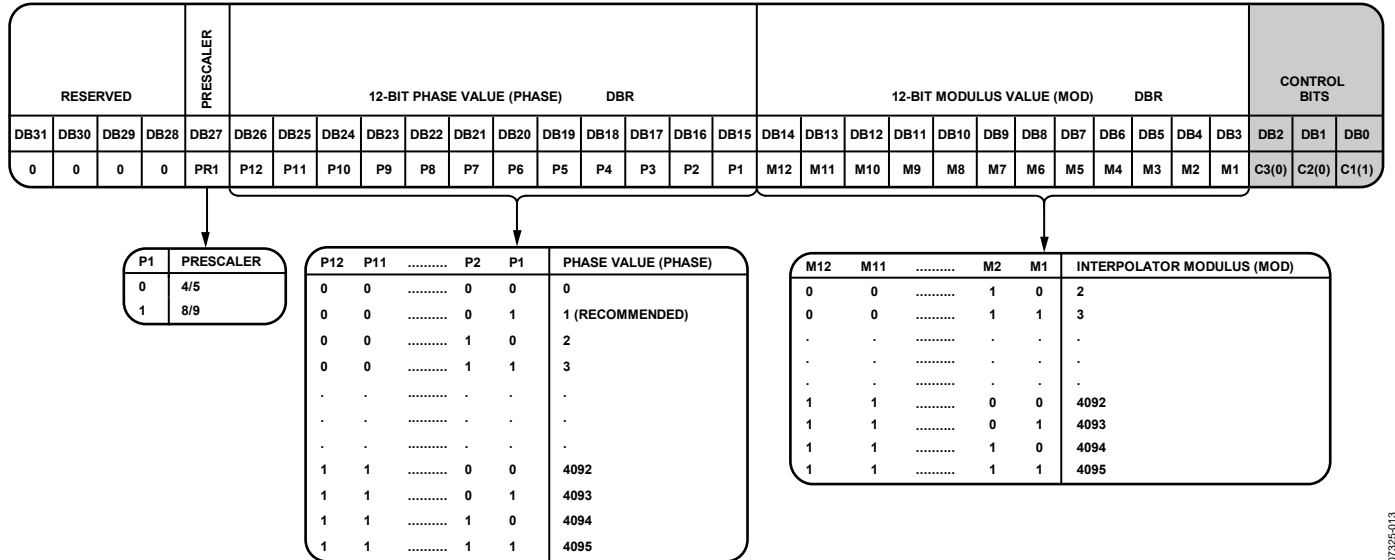 RESERVED PRESCALER 12-BIT PHASE VALUE (PHASE) DBR 12-BIT MODULUS VALUE (MOD) DBR CONTROL BITS
DB31 DB30 DB29 DB28 DB27 DB26 DB25 DB24 DB23 DB22 DB21 DB20 DB19 DB18 DB17 DB16 DB15 DB14 DB13 DB12 DB11 DB10 DB9 DB8 DB7 DB6 DB5 DB4 DB3 DB2 DB1 DB0
0 0 0 0 PR1 P12 P11 P10 P9 P8 P7 P6 P5 P4 P3 P2 P1 M12 M11 M10 M9 M8 M7 M6 M5 M4 M3 M2 M1 C3(0) C2(0) C1(1)
P1 PRESCALER
0 4/5
1 8/9
P12 P11 .......... P2 P1 PHASE VALUE (PHASE)
0 0 .......... 0 0 0
0 0 .......... 0 1 1 (RECOMMENDED)
0 0 .......... 1 0 2
0 0 .......... 1 1 3
. . .......... . . .
. . .......... . . .
. . .......... . . .
1 1 .......... 0 0 4092
1 1 .......... 0 1 4093
1 1 .......... 1 0 4094
1 1 .......... 1 1 4095
M12 M11 .......... M2 M1 INTERPOLATOR MODULUS (MOD)
0 0 .......... 1 0 2
0 0 .......... 1 1 3
. . .......... . . .
. . .......... . . .
. . .......... . . .
1 1 .......... 0 0 4092
1 1 .......... 0 1 4093
1 1 .......... 1 0 4094
1 1 .......... 1 1 4095
07325-013